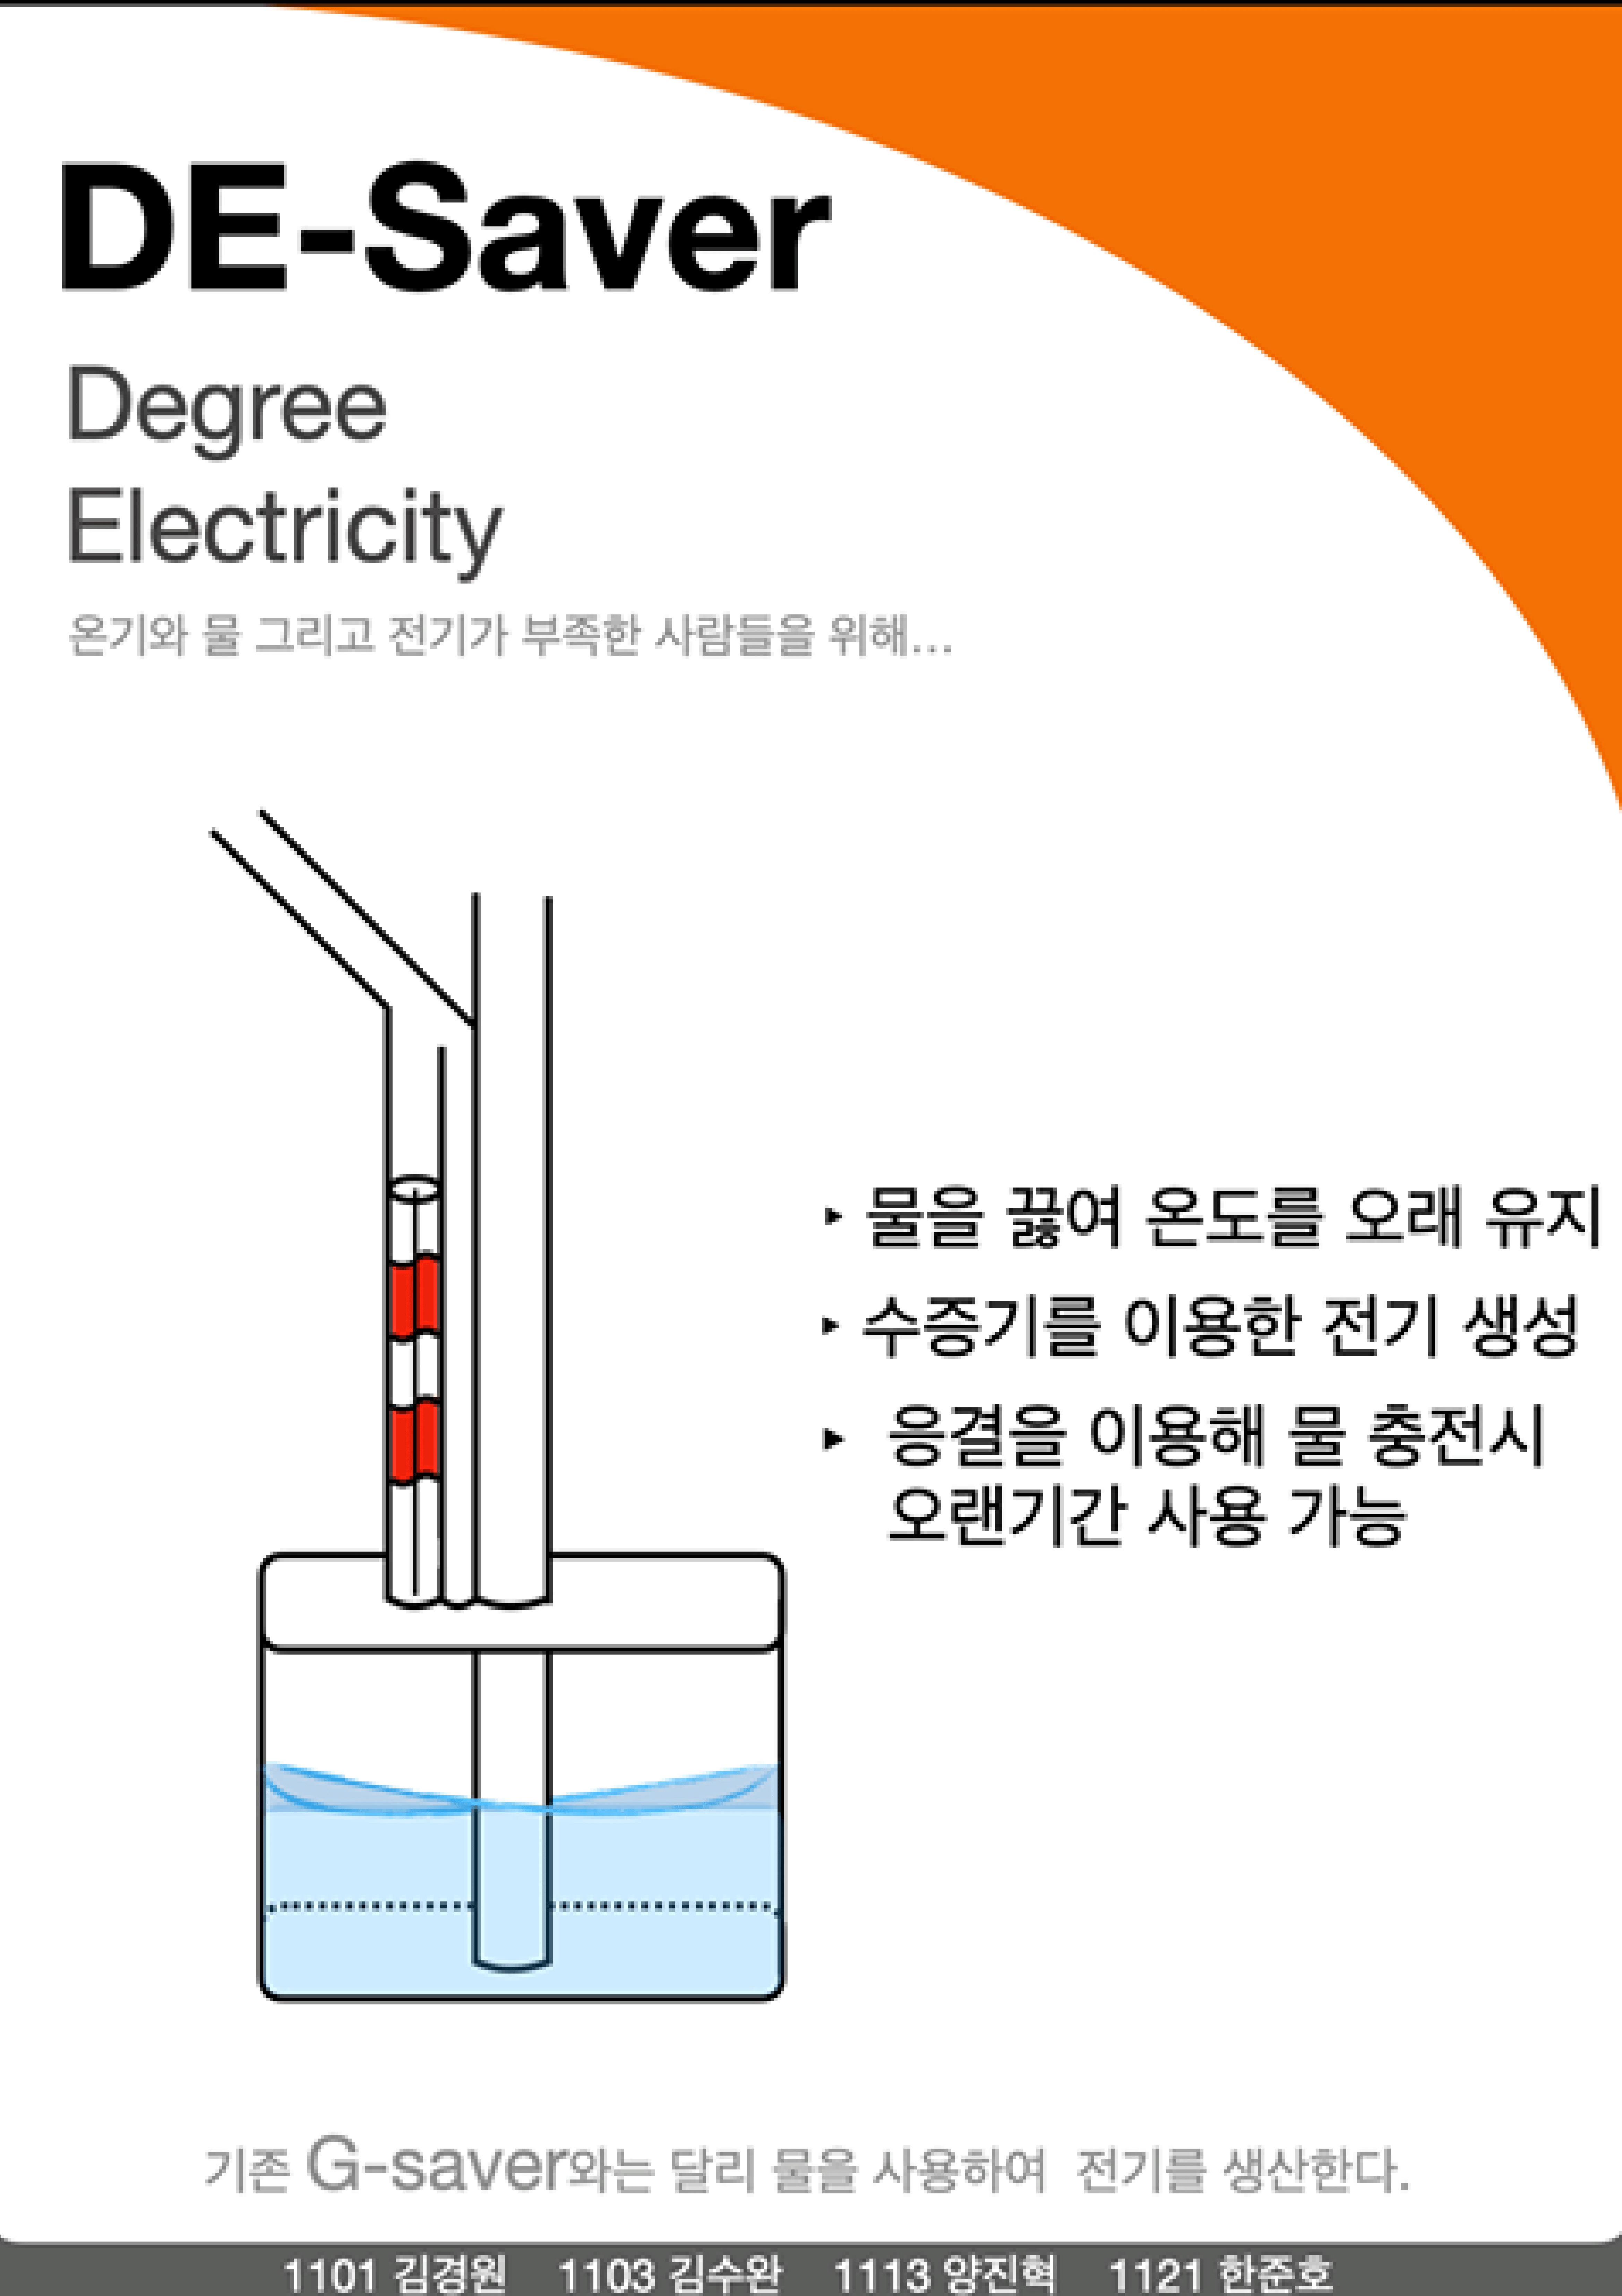 DE-Saver
Degree
Electricity
온기와 물 그리고 전기가 부족한 사람들을 위해...
▸ 물을 끓여 온도를 오래 유지
▸ 수증기를 이용한 전기 생성
▸ 응결을 이용해 물 충전시
오랜기간 사용 가능
기존 G-saver와는 달리 물을 사용하여 전기를 생산한다.
1101 김경원 1103 김수완 1113 양진혁 1121 한준호